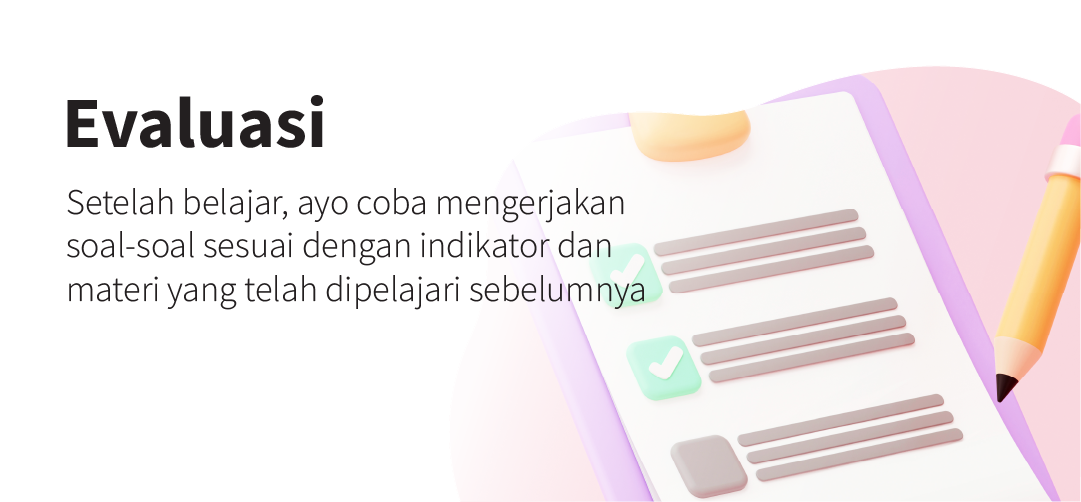 Evaluasi
Setelah belajar, ayo coba mengerjakan
soal-soal sesuai dengan indikator dan
materi yang telah dipelajari sebelumnya